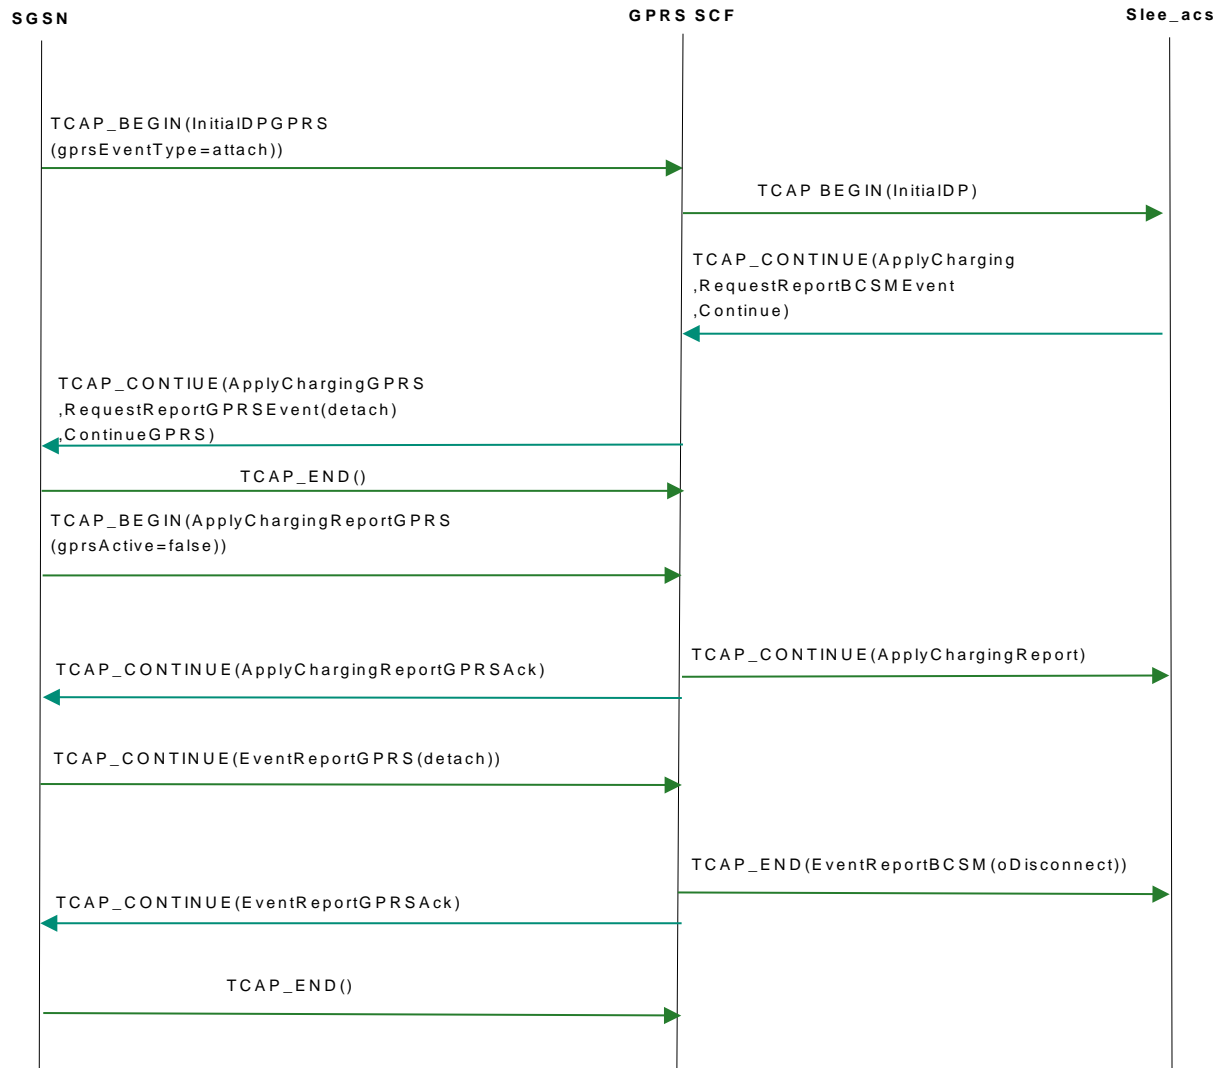 SGSN
GPRS SCF
Slee_acs
TCAP_BEGIN(InitialDPGPRS
(gprsEventType=attach))
TCAP BEGIN(InitialDP)
TCAP_CONTINUE(ApplyCharging
,RequestReportBCSMEvent
,Continue)
TCAP_CONTIUE(ApplyChargingGPRS
,RequestReportGPRSEvent(detach)
,ContinueGPRS)
TCAP_END()
TCAP_BEGIN(ApplyChargingReportGPRS
(gprsActive=false))
TCAP_CONTINUE(ApplyChargingReport)
TCAP_CONTINUE(ApplyChargingReportGPRSAck)
TCAP_CONTINUE(EventReportGPRS(detach))
TCAP_END(EventReportBCSM(oDisconnect))
TCAP_CONTINUE(EventReportGPRSAck)
TCAP_END()